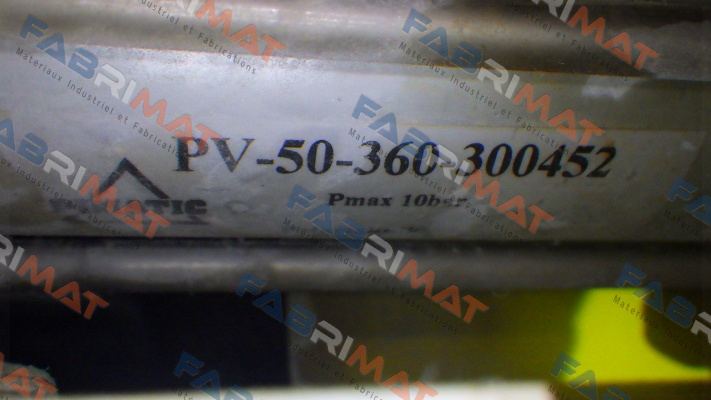 PV-50-360-300452
Pmax 10bar
FABRIMAT
Materiaux Industriel et Fabrications